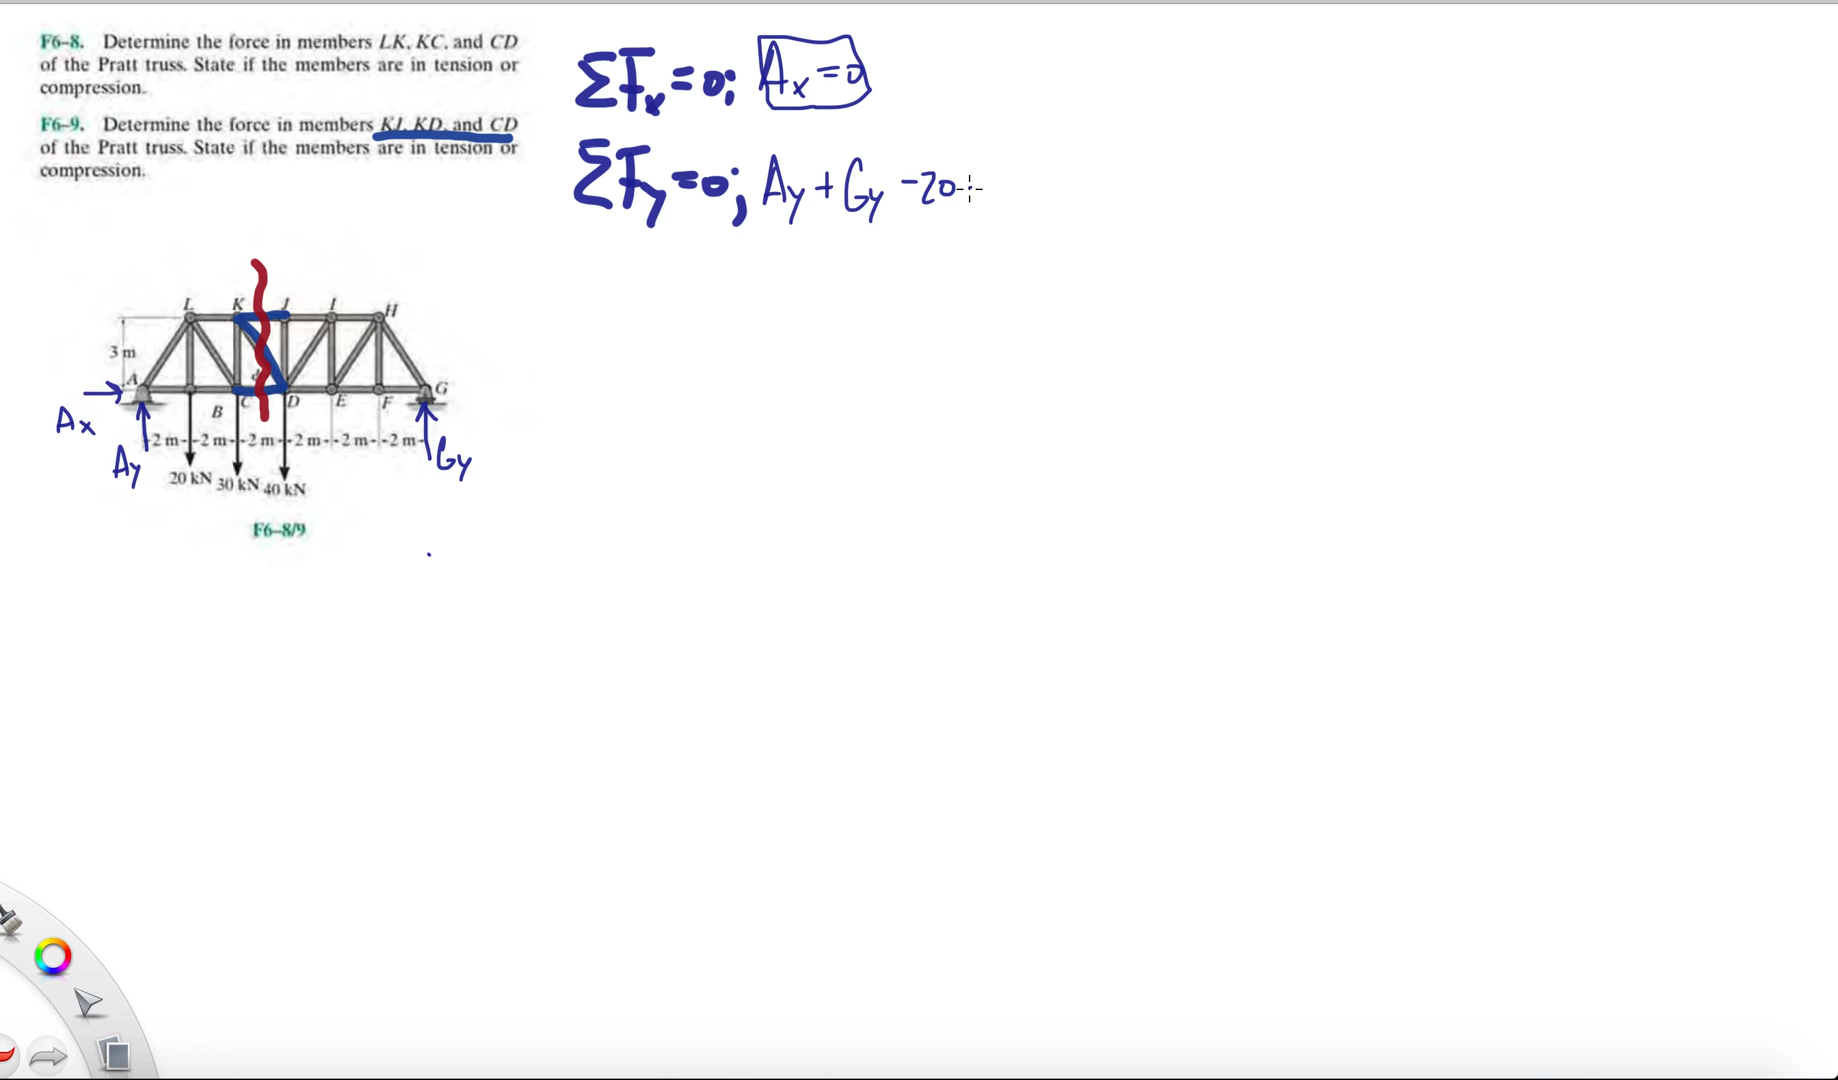 F6–8. Determine the force in members LK, KC, and CD
of the Pratt truss. State if the members are in tension or
compression.
F6–9. Determine the force in members KJ, KD, and CD
of the Pratt truss. State if the members are in tension or
compression.
ΣFx=0; Ax=0
ΣFy=0; Ay+Gy-20-
L K J I H
3 m
A G
B C D E F
Ax
2 m 2 m 2 m 2 m 2 m 2 m
Ay Gy
20 kN 30 kN 40 kN
F6–8/9